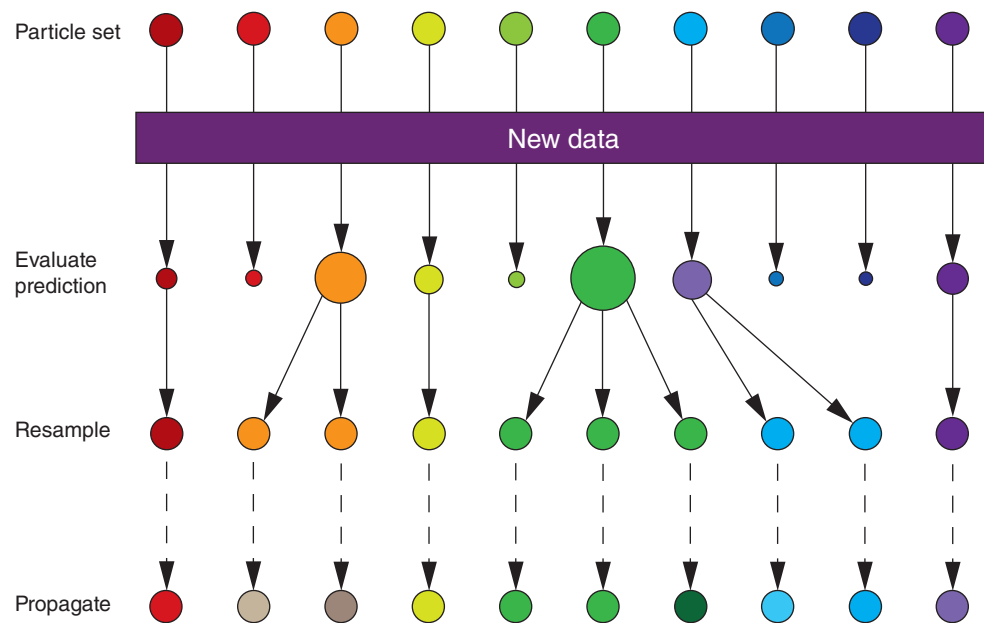 Particle set
New data
Evaluate
prediction
Resample
Propagate